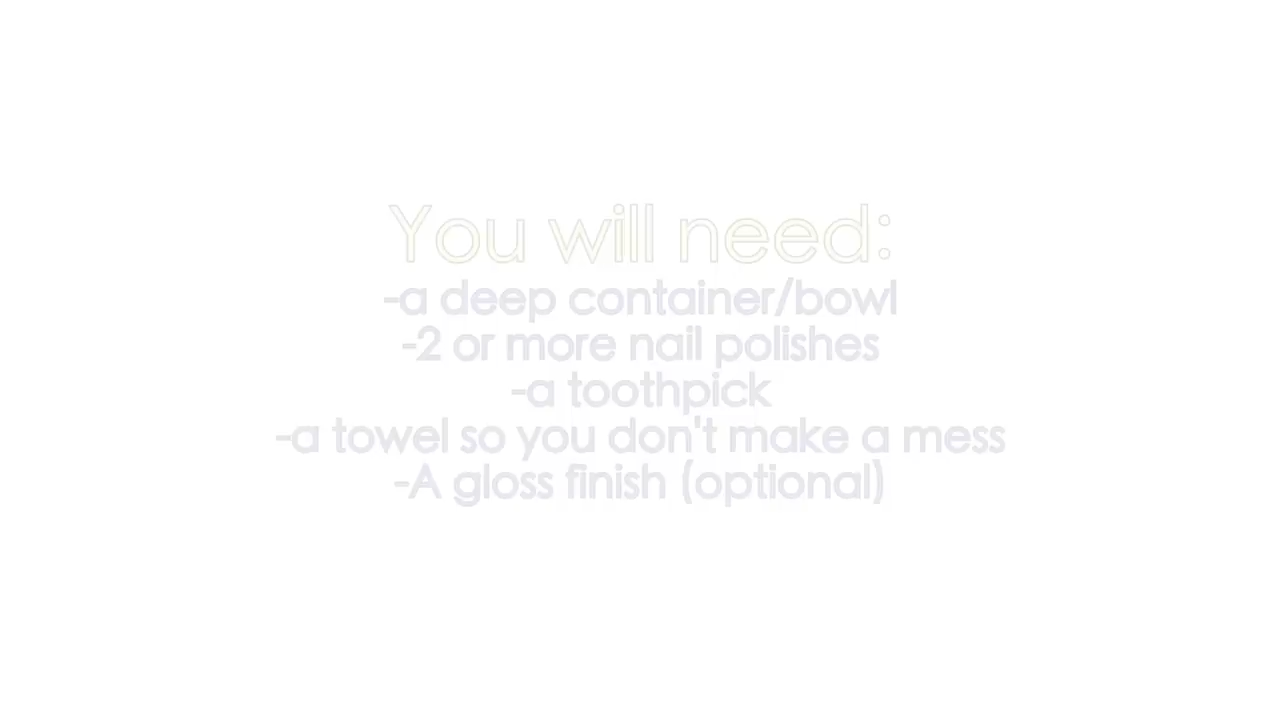 You will need:
-a deep container/bowl
-2 or more nail polishes
-a toothpick
-a towel so you don't make a mess
-A gloss finish (optional)